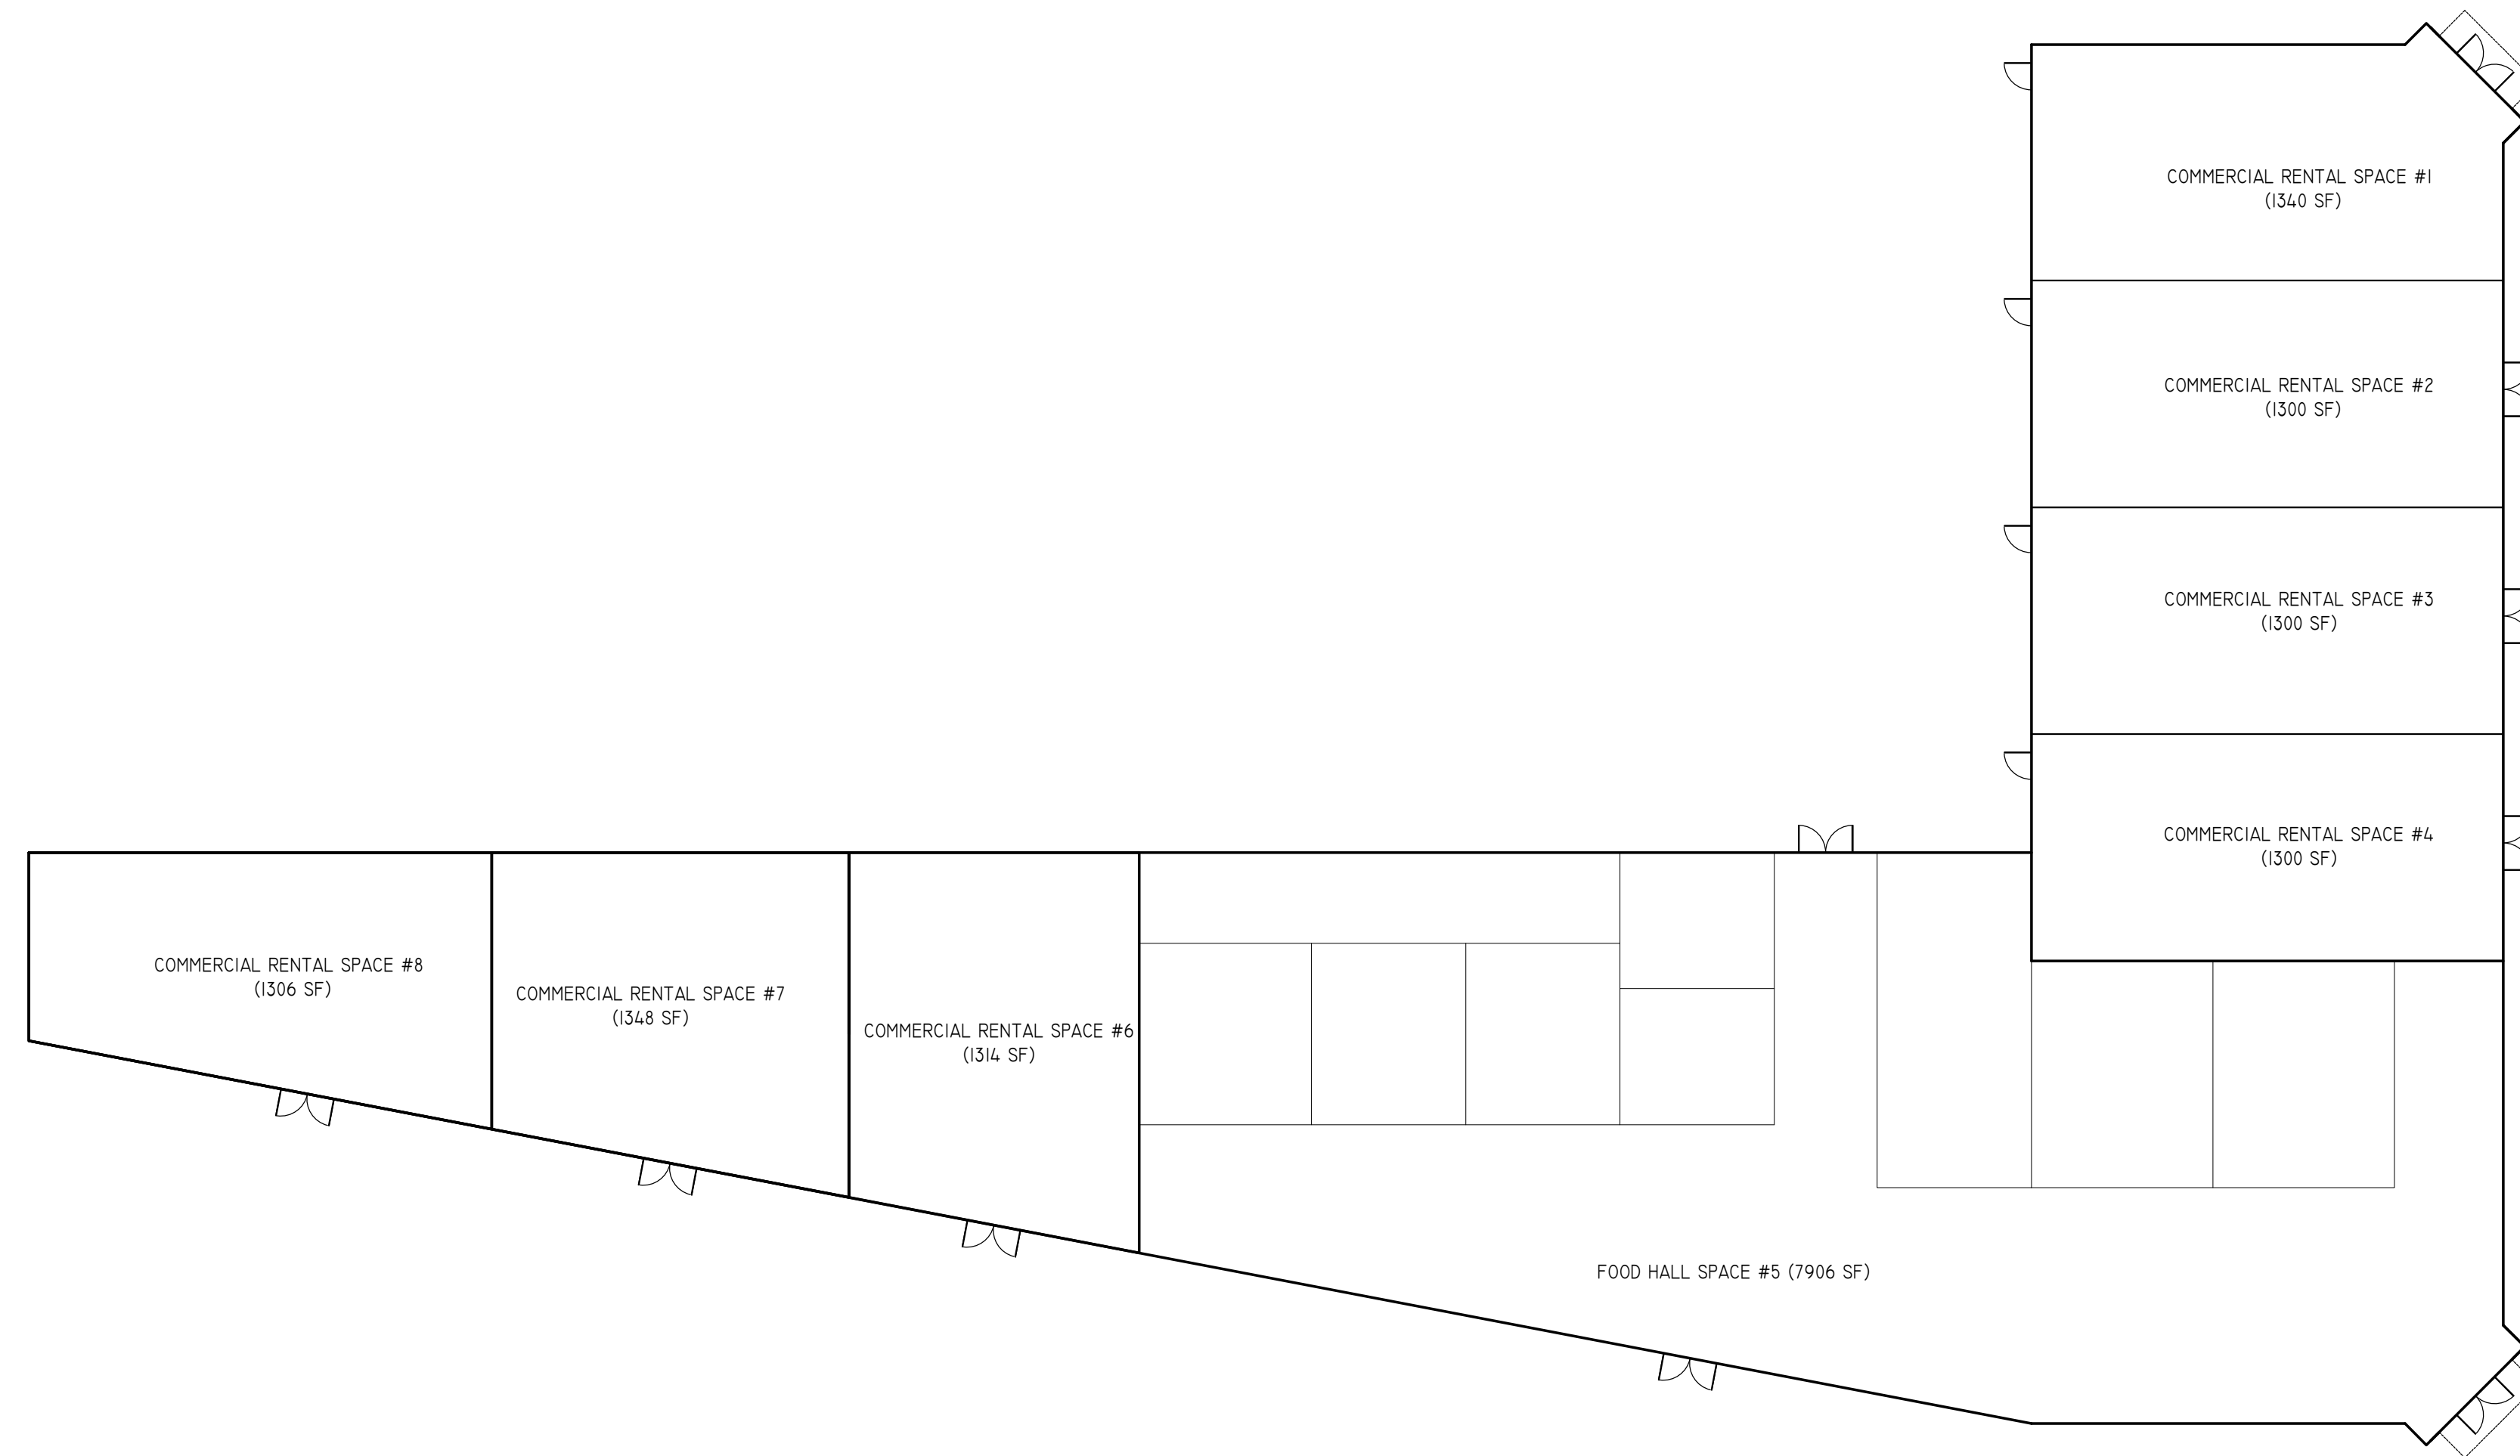 COMMERCIAL RENTAL SPACE #1
(1340 SF)
COMMERCIAL RENTAL SPACE #2
(1300 SF)
COMMERCIAL RENTAL SPACE #3
(1300 SF)
COMMERCIAL RENTAL SPACE #4
(1300 SF)
COMMERCIAL RENTAL SPACE #8
(1306 SF)
COMMERCIAL RENTAL SPACE #7
(1348 SF)
COMMERCIAL RENTAL SPACE #6
(1314 SF)
FOOD HALL SPACE #5 (7906 SF)